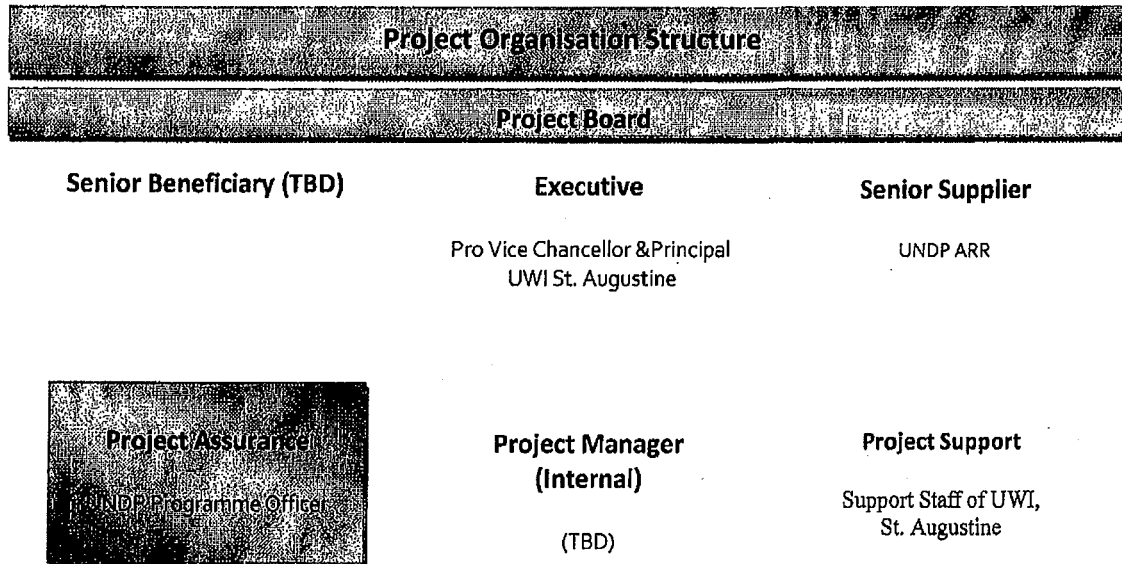 Project Organisation Structure
Project Board
Senior Beneficiary (TBD)
Executive
Pro Vice Chancellor &Principal
UWI St. Augustine
Senior Supplier
UNDP ARR
Project Assurance
UNDP Programme Officer
Project Manager
(Internal)
(TBD)
Project Support
Support Staff of UWI,
St. Augustine